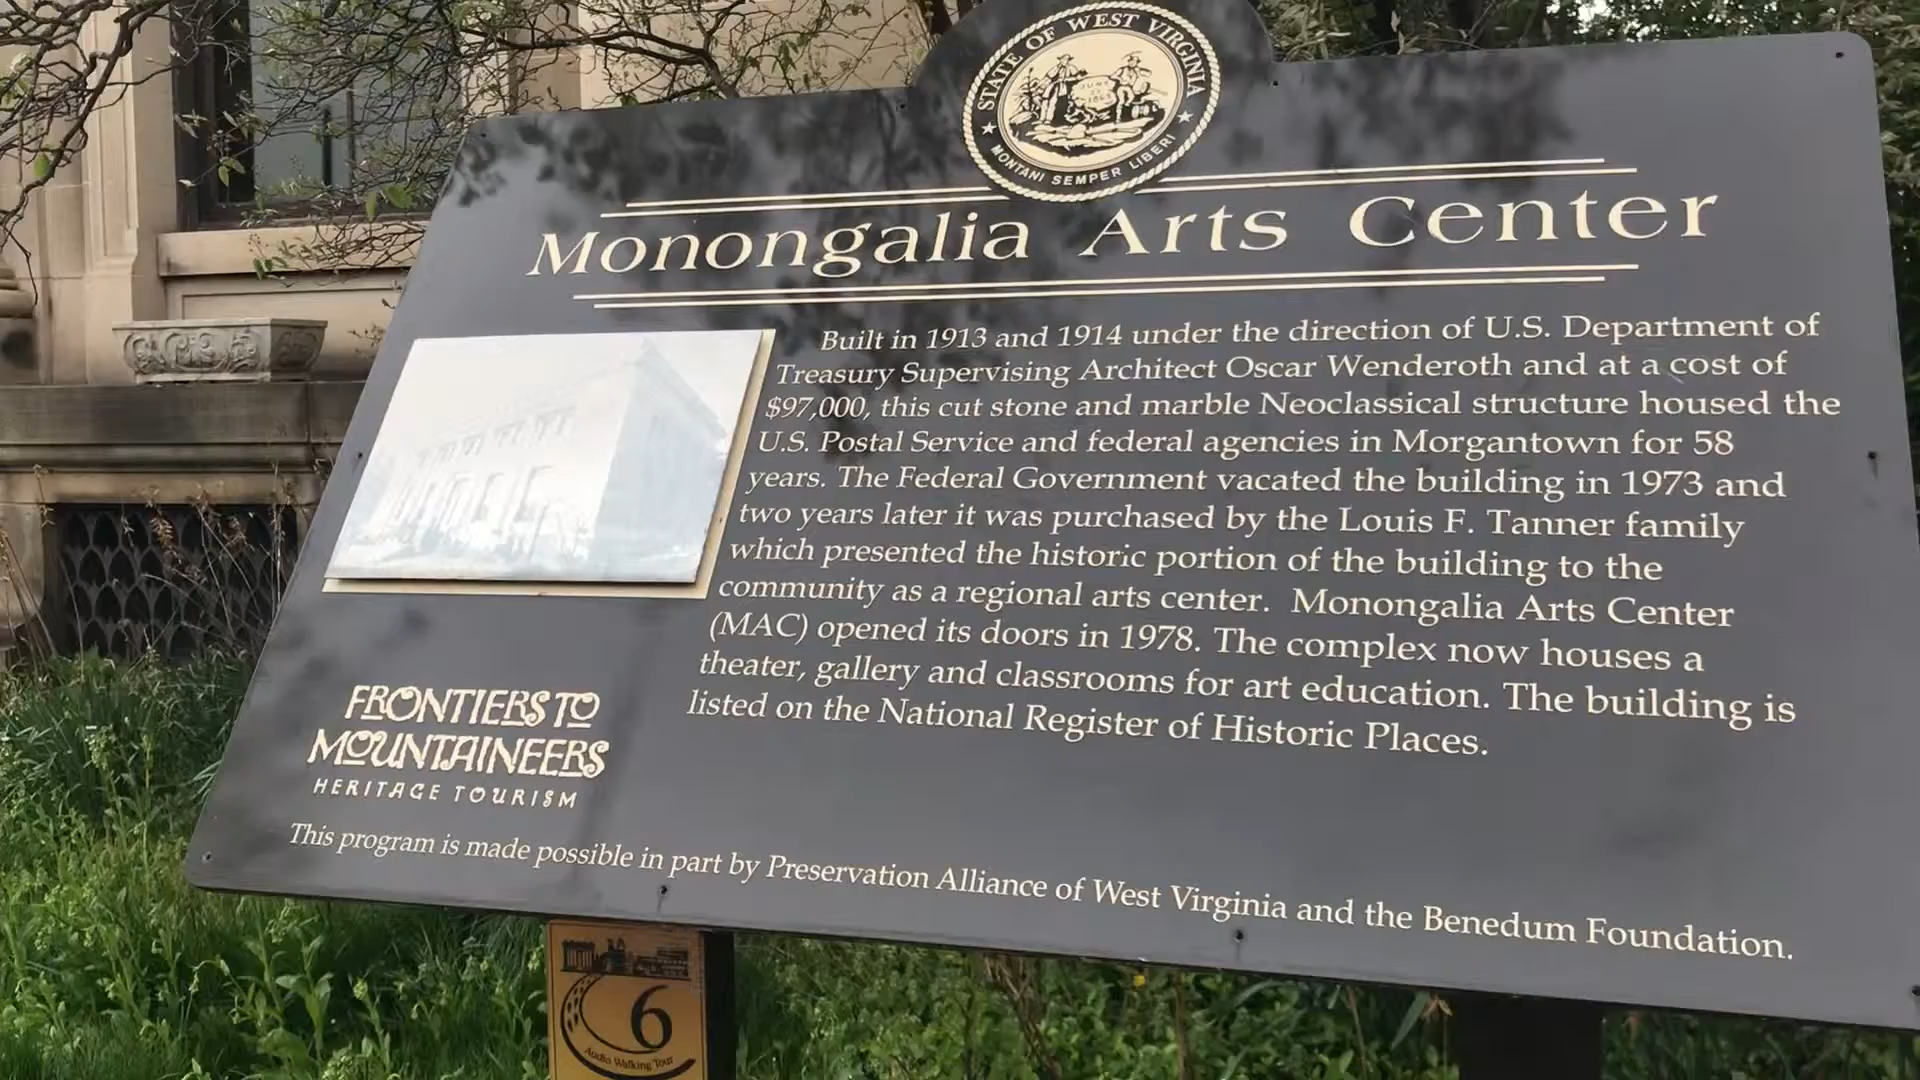 STATE OF WEST VIRGINIA
JUNE
1863
MONTANI SEMPER LIBERI
Monongalia Arts Center
Built in 1913 and 1914 under the direction of U.S. Department of
Treasury Supervising Architect Oscar Wenderoth and at a cost of
$97,000, this cut stone and marble Neoclassical structure housed the
U.S. Postal Service and federal agencies in Morgantown for 58
years. The Federal Government vacated the building in 1973 and
two years later it was purchased by the Louis F. Tanner family
which presented the historic portion of the building to the
community as a regional arts center. Monongalia Arts Center
(MAC) opened its doors in 1978. The complex now houses a
theater, gallery and classrooms for art education. The building is
listed on the National Register of Historic Places.
FRONTIERS TO
MOUNTAINEERS
HERITAGE TOURISM
This program is made possible in part by Preservation Alliance of West Virginia and the Benedum Foundation.
6
Audio Walking Tour